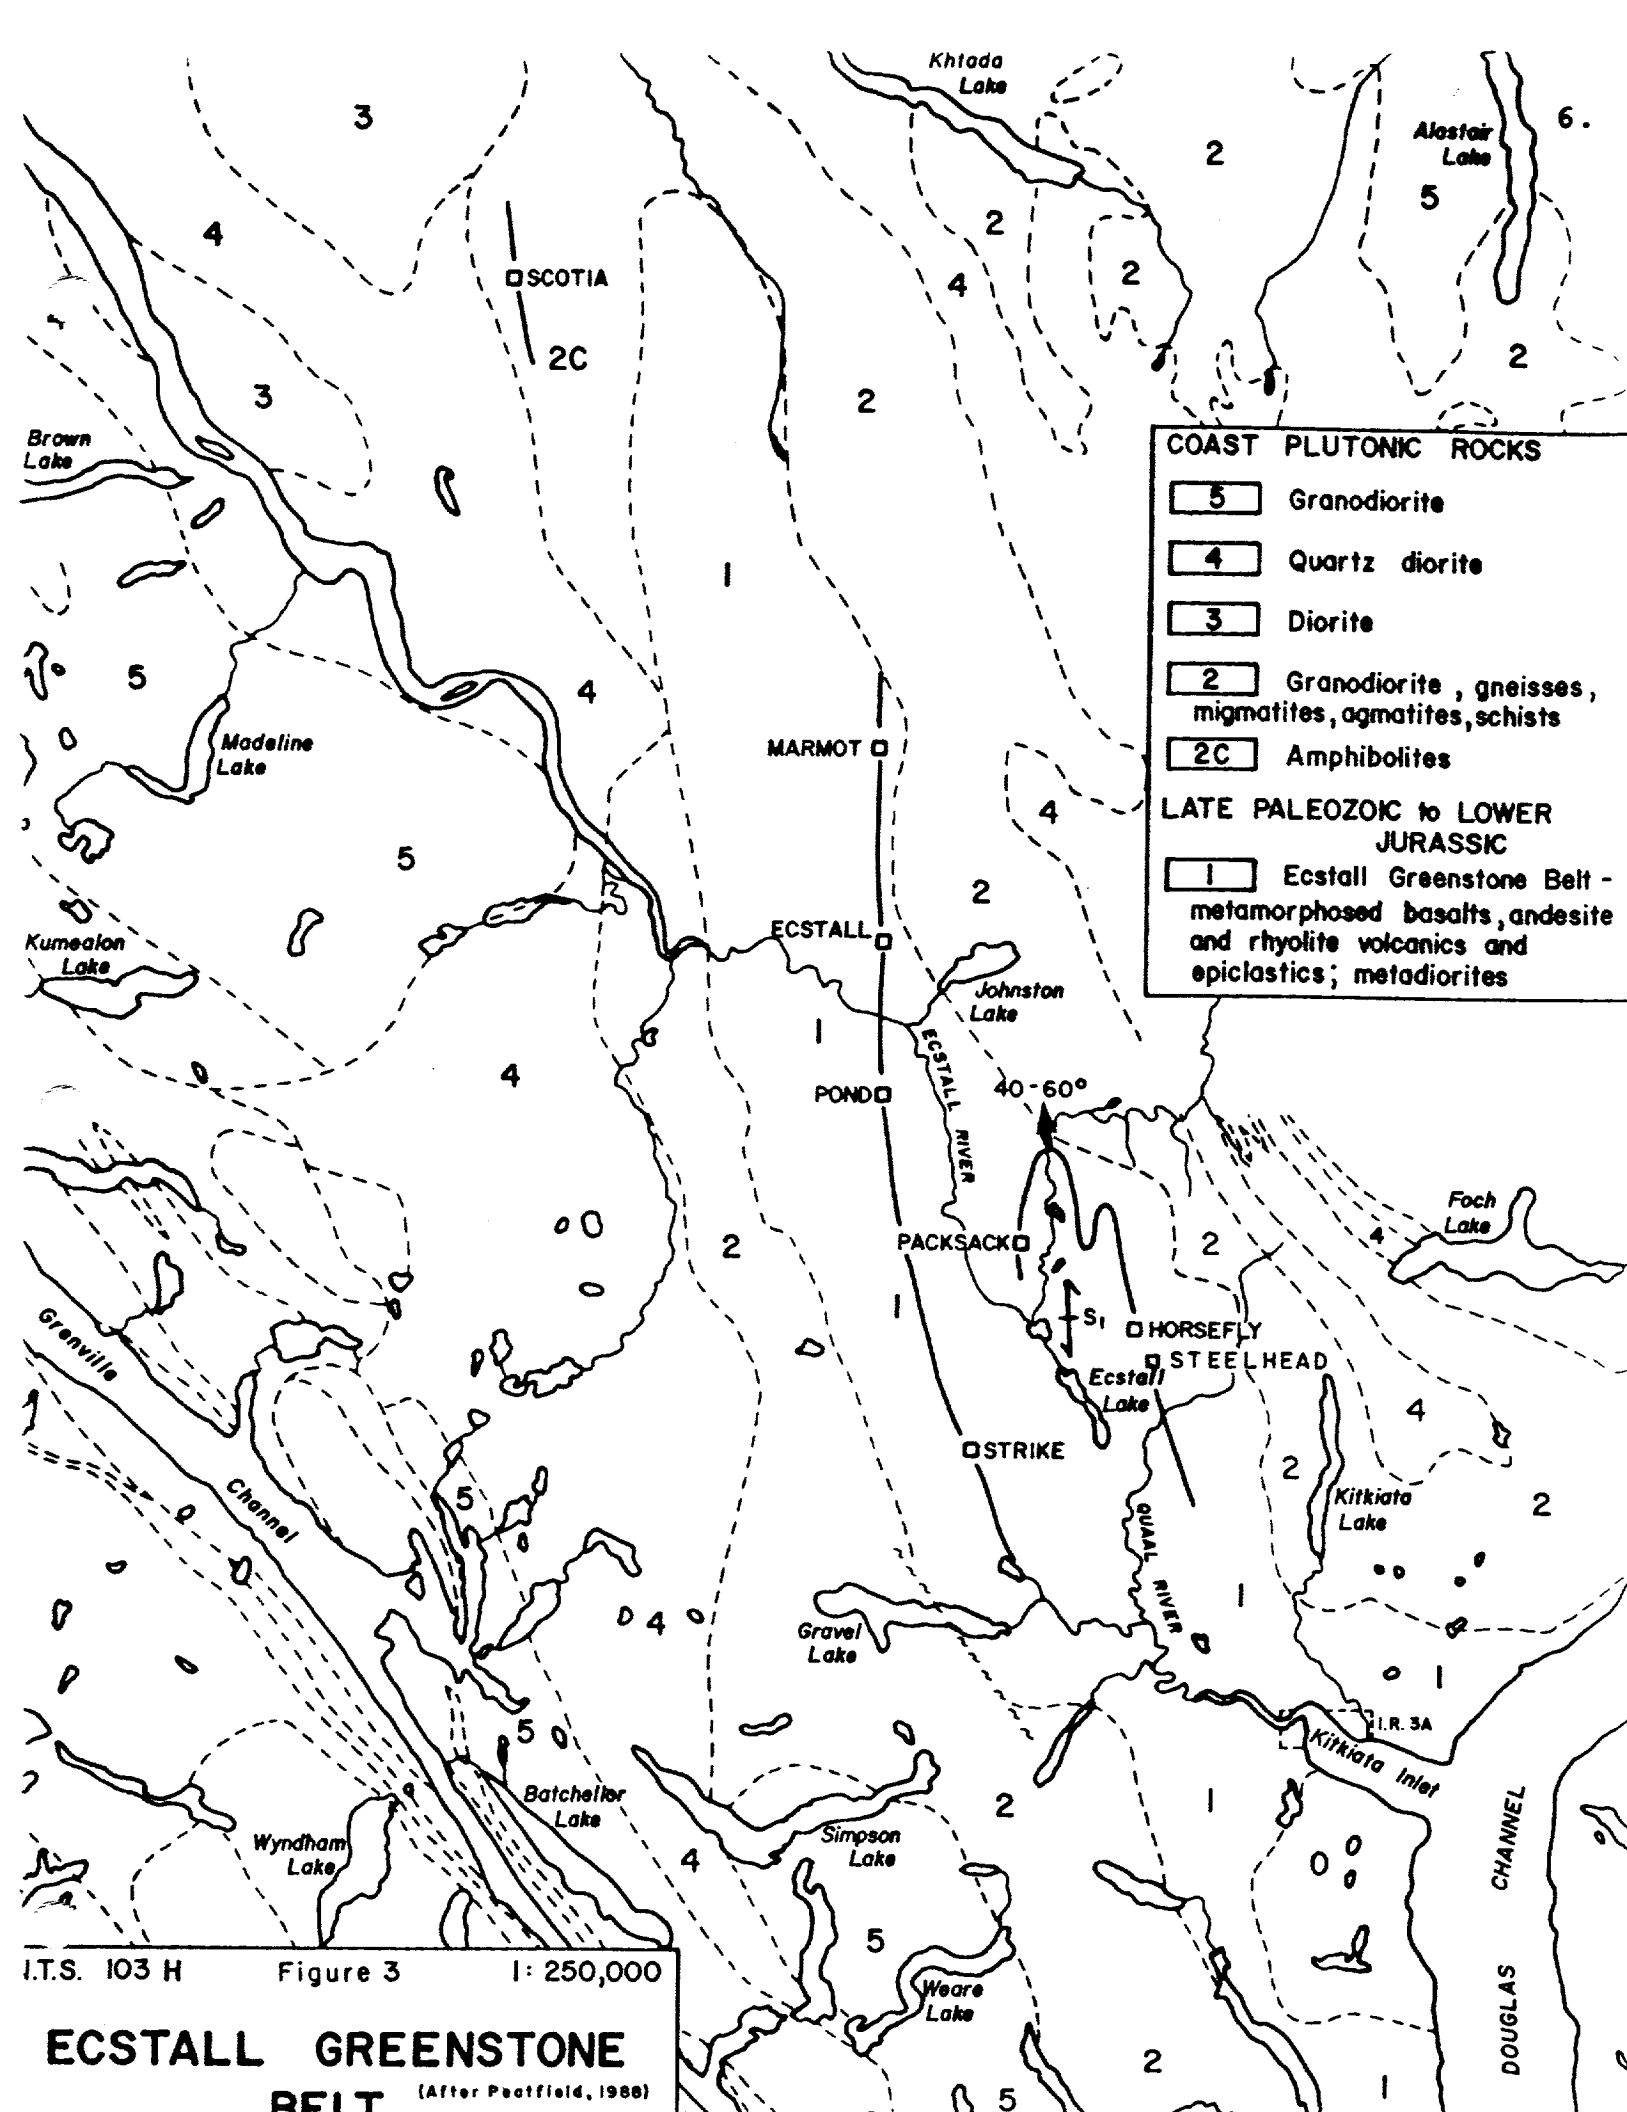 Khtada
Lake
3
2
6.
Alastair
Lake
5
4
2
SCOTIA
2
4
2C
2
3
2
Brown
Lake
COAST PLUTONIC ROCKS
5 Granodiorite
4 Quartz diorite
3 Diorite
2 Granodiorite , gneisses,
migmatites, agmatites, schists
2C Amphibolites
LATE PALEOZOIC to LOWER
JURASSIC
1 Ecstall Greenstone Belt -
metamorphosed basalts, andesite
and rhyolite volcanics and
epiclastics; metadiorites
1
5
4
Madeline
Lake
MARMOT
4
5
2
ECSTALL
Kumealon
Lake
Johnston
Lake
1
ECSTALL RIVER
4
40-60°
POND
Foch
Lake
4
2
2
PACKSACK
1
S1
HORSEFLY
STEELHEAD
Grenville
Channel
Ecstall
Lake
4
STRIKE
2
5
Kitkiata
Lake
2
QUAAL RIVER
1
4
Gravel
Lake
1
5
I.R. 3A
Kitkiata Inlet
Batchellor
Lake
2
1
Wyndham
Lake
Simpson
Lake
4
CHANNEL
5
Weare
Lake
DOUGLAS
2
5
1
.T.S. 103 H Figure 3 1: 250,000
ECSTALL GREENSTONE
BELT (After Peatfield, 1988)